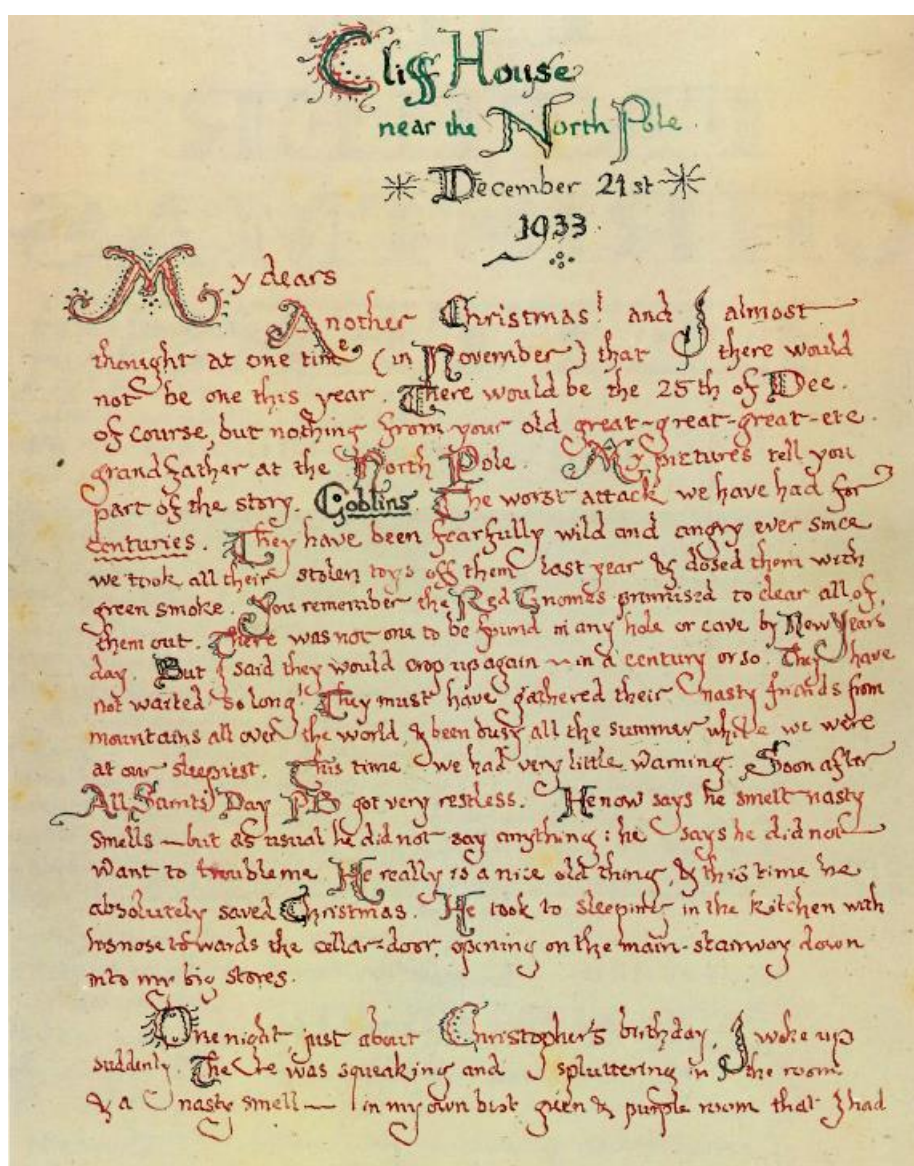 Cliff House
near the North Pole
December 21st
1933
My dears
Another Christmas! and I almost
thought at one time (in November) that there would
not be one this year. There would be the 25th of Dec.
of course, but nothing from your old great-great-great-etc.
grandfather at the North Pole. My pictures tell you
part of the story. Goblins. The worst attack we have had for
centuries. They have been fearfully wild and angry ever since
we took all their stolen toys off them last year & dosed them with
green smoke. You remember the Red Gnomes promised to clear all of
them out. There was not one to be found in any hole or cave by New Years
day. But I said they would crop up again – in a century or so. They have
not waited so long! They must have gathered their nasty friends from
mountains all over the world, & been busy all the summer while we were
at our sleepiest. This time we had very little warning. Soon after
All Saints' Day PB got very restless. He now says he smelt nasty
smells – but as usual he did not say anything: he says he did not
want to trouble me. He really is a nice old thing, & this time he
absolutely saved Christmas. He took to sleeping in the kitchen with
his nose towards the cellar-door, opening on the main-stairway down
into my big stores.
One night, just about Christopher's birthday, I woke up
suddenly. There was squeaking and spluttering in the room
& a nasty smell – in my own best green & purple room that I had